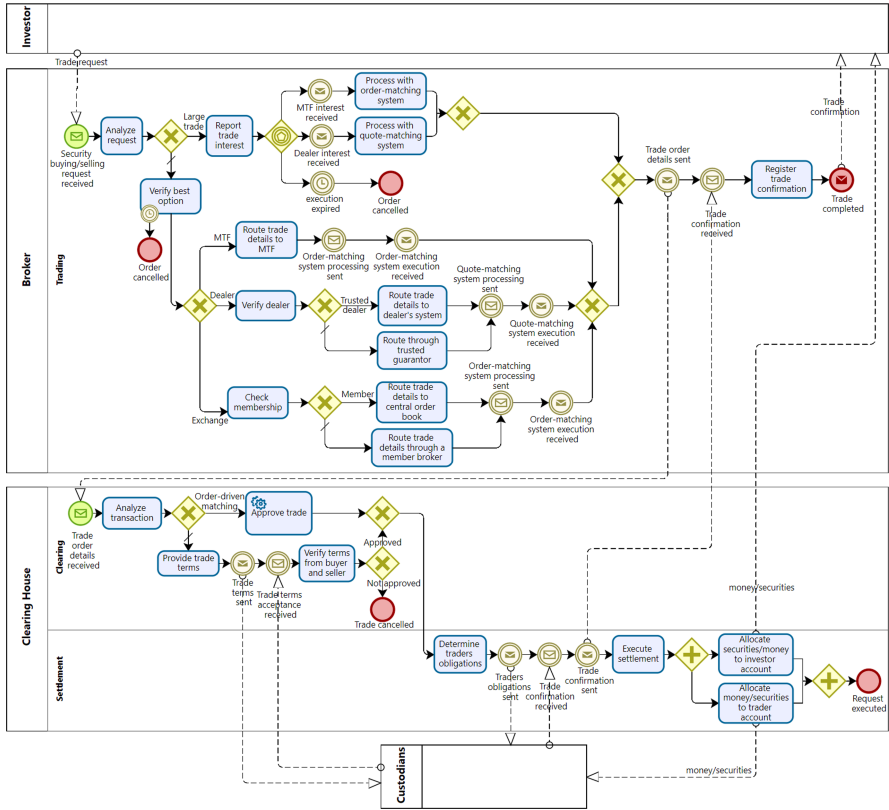 Investor
Trade request
Broker
Trading
Security
buying/selling
request
received
Analyze
request
Large
trade
Report
trade
interest
MTF interest
received
Process with
order-matching
system
Dealer interest
received
Process with
quote-matching
system
execution
expired
Order
cancelled
Verify best
option
Order
cancelled
MTF
Route trade
details to
MTF
Order-matching
system processing
sent
Order-matching
system execution
received
Dealer
Verify dealer
Trusted
dealer
Route trade
details to
dealer's system
Quote-matching
system processing
sent
Quote-matching
system execution
received
Route through
trusted
guarantor
Exchange
Check
membership
Member
Route trade
details to
central order
book
Order-matching
system processing
sent
Order-matching
system execution
received
Route trade
details through a
member broker
Trade order
details sent
Trade
confirmation
received
Register
trade
confirmation
Trade
completed
Trade
confirmation
Clearing House
Clearing
Trade
order
details
received
Analyze
transaction
Order-driven
matching
Approve trade
Provide trade
terms
Trade
terms
sent
Trade terms
acceptance
received
Verify terms
from buyer
and seller
Approved
Not approved
Trade cancelled
Settlement
Determine
traders
obligations
Traders
obligations
sent
Trade
confirmation
received
Trade
confirmation
sent
Execute
settlement
Allocate
securities/money
to investor
account
Allocate
money/securities
to trader
account
Request
executed
money/securities
money/securities
Custodians